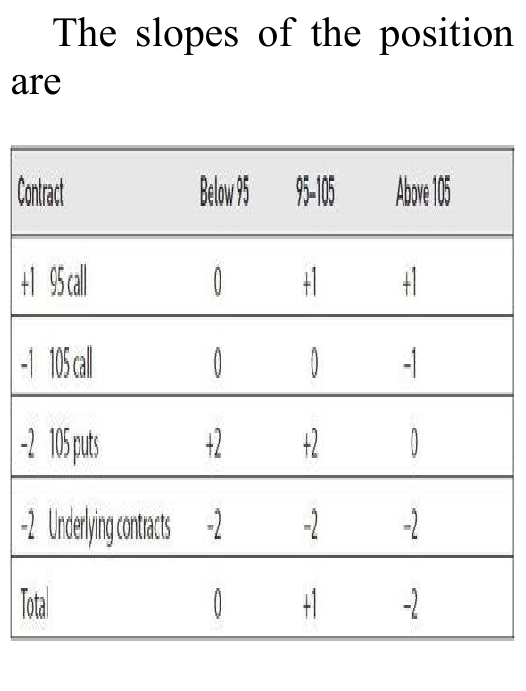 The slopes of the position
are
Contract Below 95 95–105 Above 105
+1 95 call 0 +1 +1
–1 105 call 0 0 –1
–2 105 puts +2 +2 0
–2 Underlying contracts –2 –2 –2
Total 0 +1 –2